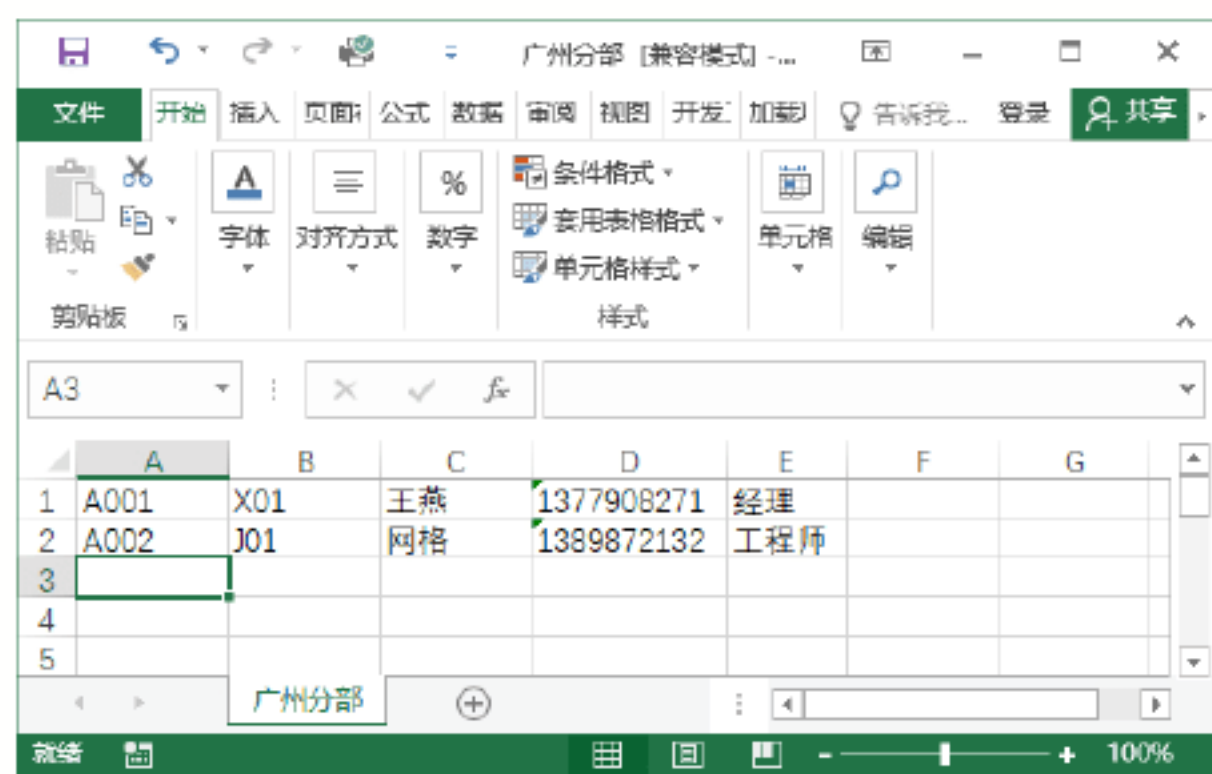 广州分部 [兼容模式] -...
文件 开始 插入 页面 公式 数据 审阅 视图 开发 加载 告诉我... 登录 共享
粘贴 字体 对齐方式 % 数字 条件格式 套用表格格式 单元格样式 单元格 编辑
剪贴板 样式
A3 fx
A B C D E F G
1 A001 X01 王燕 1377908271 经理
2 A002 J01 网格 1389872132 工程师
3
4
5
广州分部
就绪 100%